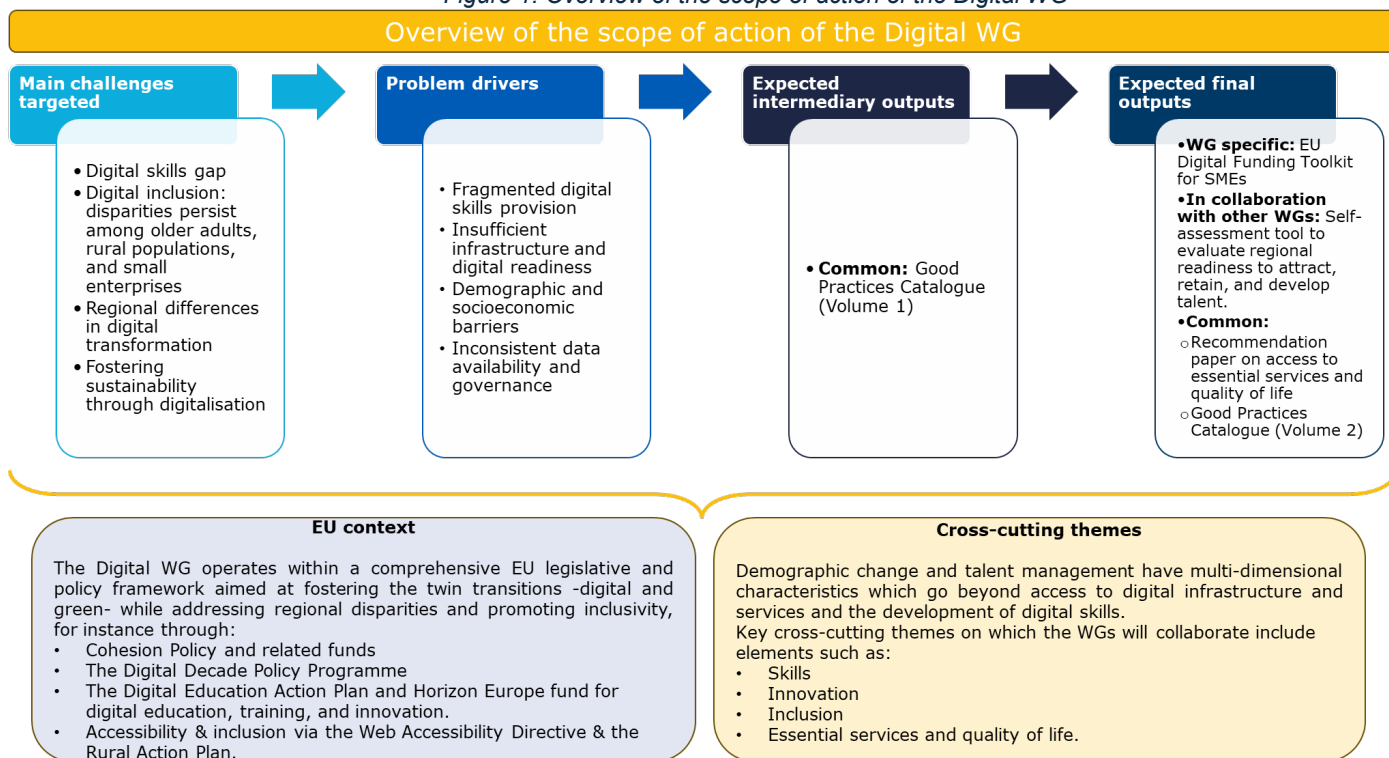 Figure 1: Overview of the scope of action of the Digital WG
Overview of the scope of action of the Digital WG
Main challenges
targeted
• Digital skills gap
• Digital inclusion:
disparities persist
among older adults,
rural populations,
and small
enterprises
• Regional differences
in digital
transformation
• Fostering
sustainability
through digitalisation
Problem drivers
• Fragmented digital
skills provision
• Insufficient
infrastructure and
digital readiness
• Demographic and
socioeconomic
barriers
• Inconsistent data
availability and
governance
Expected
intermediary outputs
• Common: Good
Practices Catalogue
(Volume 1)
Expected final
outputs
•WG specific: EU
Digital Funding Toolkit
for SMEs
•In collaboration
with other WGs: Self-
assessment tool to
evaluate regional
readiness to attract,
retain, and develop
talent.
•Common:
○Recommendation
paper on access to
essential services and
quality of life
○Good Practices
Catalogue (Volume 2)
EU context
The Digital WG operates within a comprehensive EU legislative and
policy framework aimed at fostering the twin transitions -digital and
green- while addressing regional disparities and promoting inclusivity,
for instance through:
• Cohesion Policy and related funds
• The Digital Decade Policy Programme
• The Digital Education Action Plan and Horizon Europe fund for
digital education, training, and innovation.
• Accessibility & inclusion via the Web Accessibility Directive & the
Rural Action Plan.
Cross-cutting themes
Demographic change and talent management have multi-dimensional
characteristics which go beyond access to digital infrastructure and
services and the development of digital skills.
Key cross-cutting themes on which the WGs will collaborate include
elements such as:
• Skills
• Innovation
• Inclusion
• Essential services and quality of life.